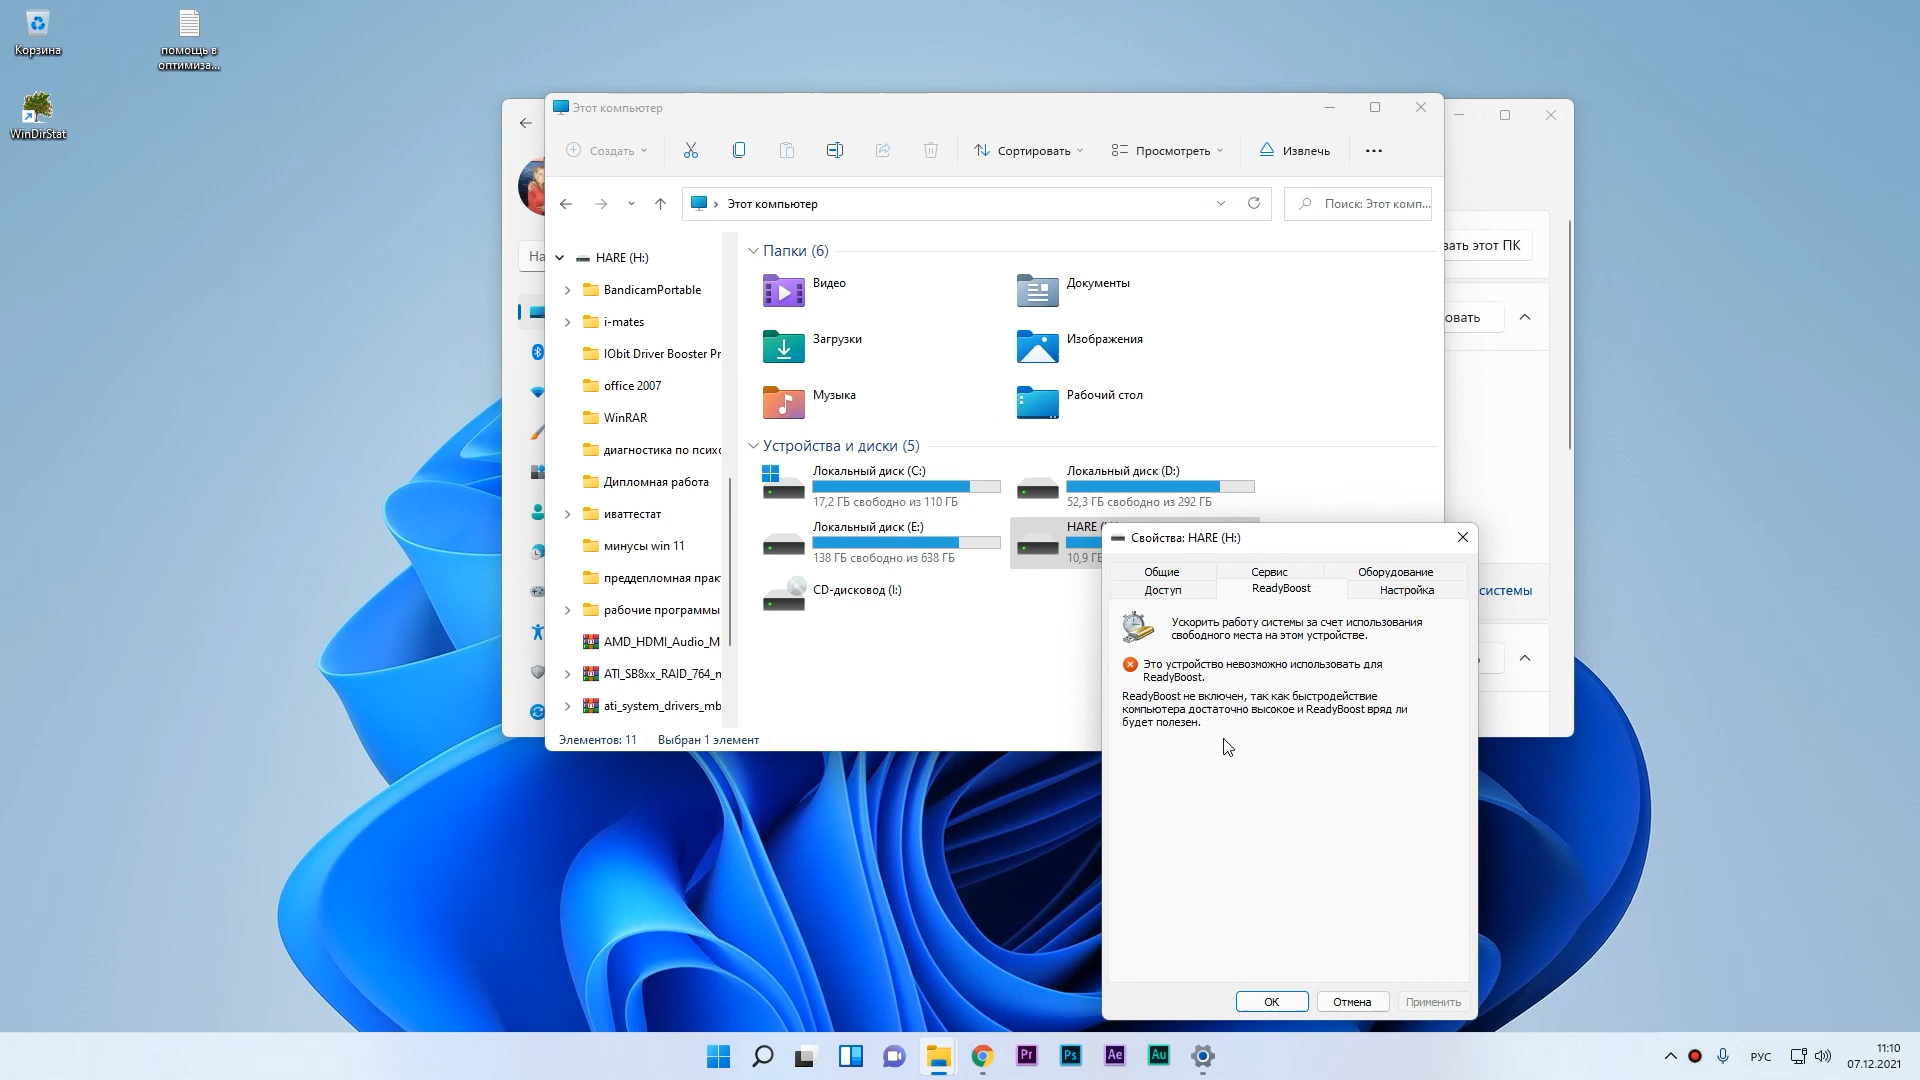 Корзина
помощь в
оптимиза...
WinDirStat
Этот компьютер
Создать
Сортировать
Просмотреть
Извлечь
Этот компьютер
Поиск: Этот комп...
На
вать этот ПК
овать
системы
HARE (H:)
BandicamPortable
i-mates
IObit Driver Booster Pr
office 2007
WinRAR
диагностика по психо
Дипломная работа
иваттестат
минусы win 11
преддепломная прак
рабочие программы
AMD_HDMI_Audio_M
ATI_SB8xx_RAID_764_m
ati_system_drivers_mb
Папки (6)
Видео
Документы
Загрузки
Изображения
Музыка
Рабочий стол
Устройства и диски (5)
Локальный диск (C:)
17,2 ГБ свободно из 110 ГБ
Локальный диск (D:)
52,3 ГБ свободно из 292 ГБ
Локальный диск (E:)
138 ГБ свободно из 638 ГБ
HARE (
10,9 ГБ
CD-дисковод (I:)
Элементов: 11
Выбран 1 элемент
Свойства: HARE (H:)
Общие
Сервис
Оборудование
Доступ
ReadyBoost
Настройка
Ускорить работу системы за счет использования
свободного места на этом устройстве.
Это устройство невозможно использовать для
ReadyBoost.
ReadyBoost не включен, так как быстродействие
компьютера достаточно высокое и ReadyBoost вряд ли
будет полезен.
ОК
Отмена
Применить
Pr
Ps
Ae
Au
РУС
11:10
07.12.2021